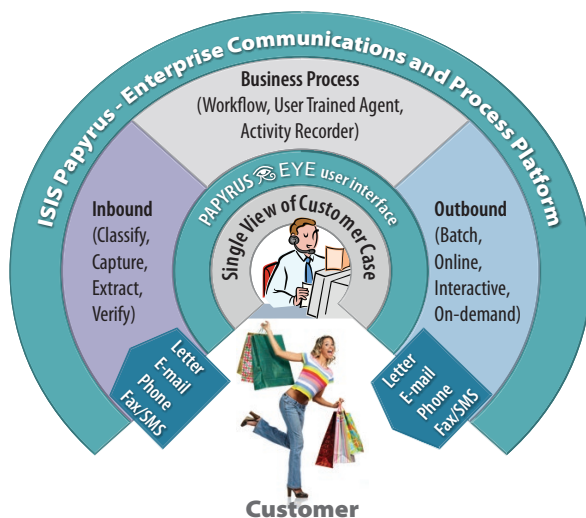 ISIS Papyrus - Enterprise Communications and Process Platform
Business Process
(Workflow, User Trained Agent,
Activity Recorder)
PAPYRUS EYE user interface
Single View of Customer Case
Inbound
(Classify,
Capture,
Extract,
Verify)
Outbound
(Batch,
Online,
Interactive,
On-demand)
Letter
E-mail
Phone
Fax/SMS
Letter
E-mail
Phone
Fax/SMS
Customer